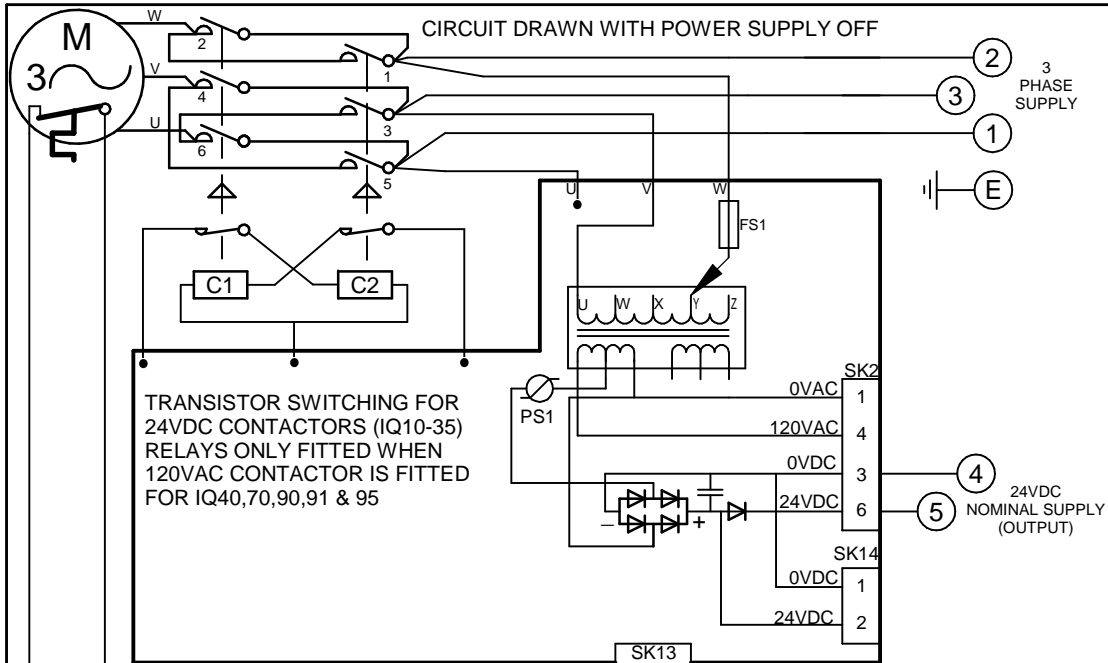 CIRCUIT DRAWN WITH POWER SUPPLY OFF
W
M
3
2
1
2
3
PHASE
SUPPLY
V
4
3
3
U
6
5
1
U
V
W
E
FS1
C1
C2
U
W
X
Y
Z
TRANSISTOR SWITCHING FOR
24VDC CONTACTORS (IQ10-35)
RELAYS ONLY FITTED WHEN
120VAC CONTACTOR IS FITTED
FOR IQ40,70,90,91 & 95
PS1
SK2
0VAC
1
120VAC
4
0VDC
3
4
24VDC
6
5
24VDC
NOMINAL SUPPLY
(OUTPUT)
–
+
SK14
0VDC
1
24VDC
2
SK13